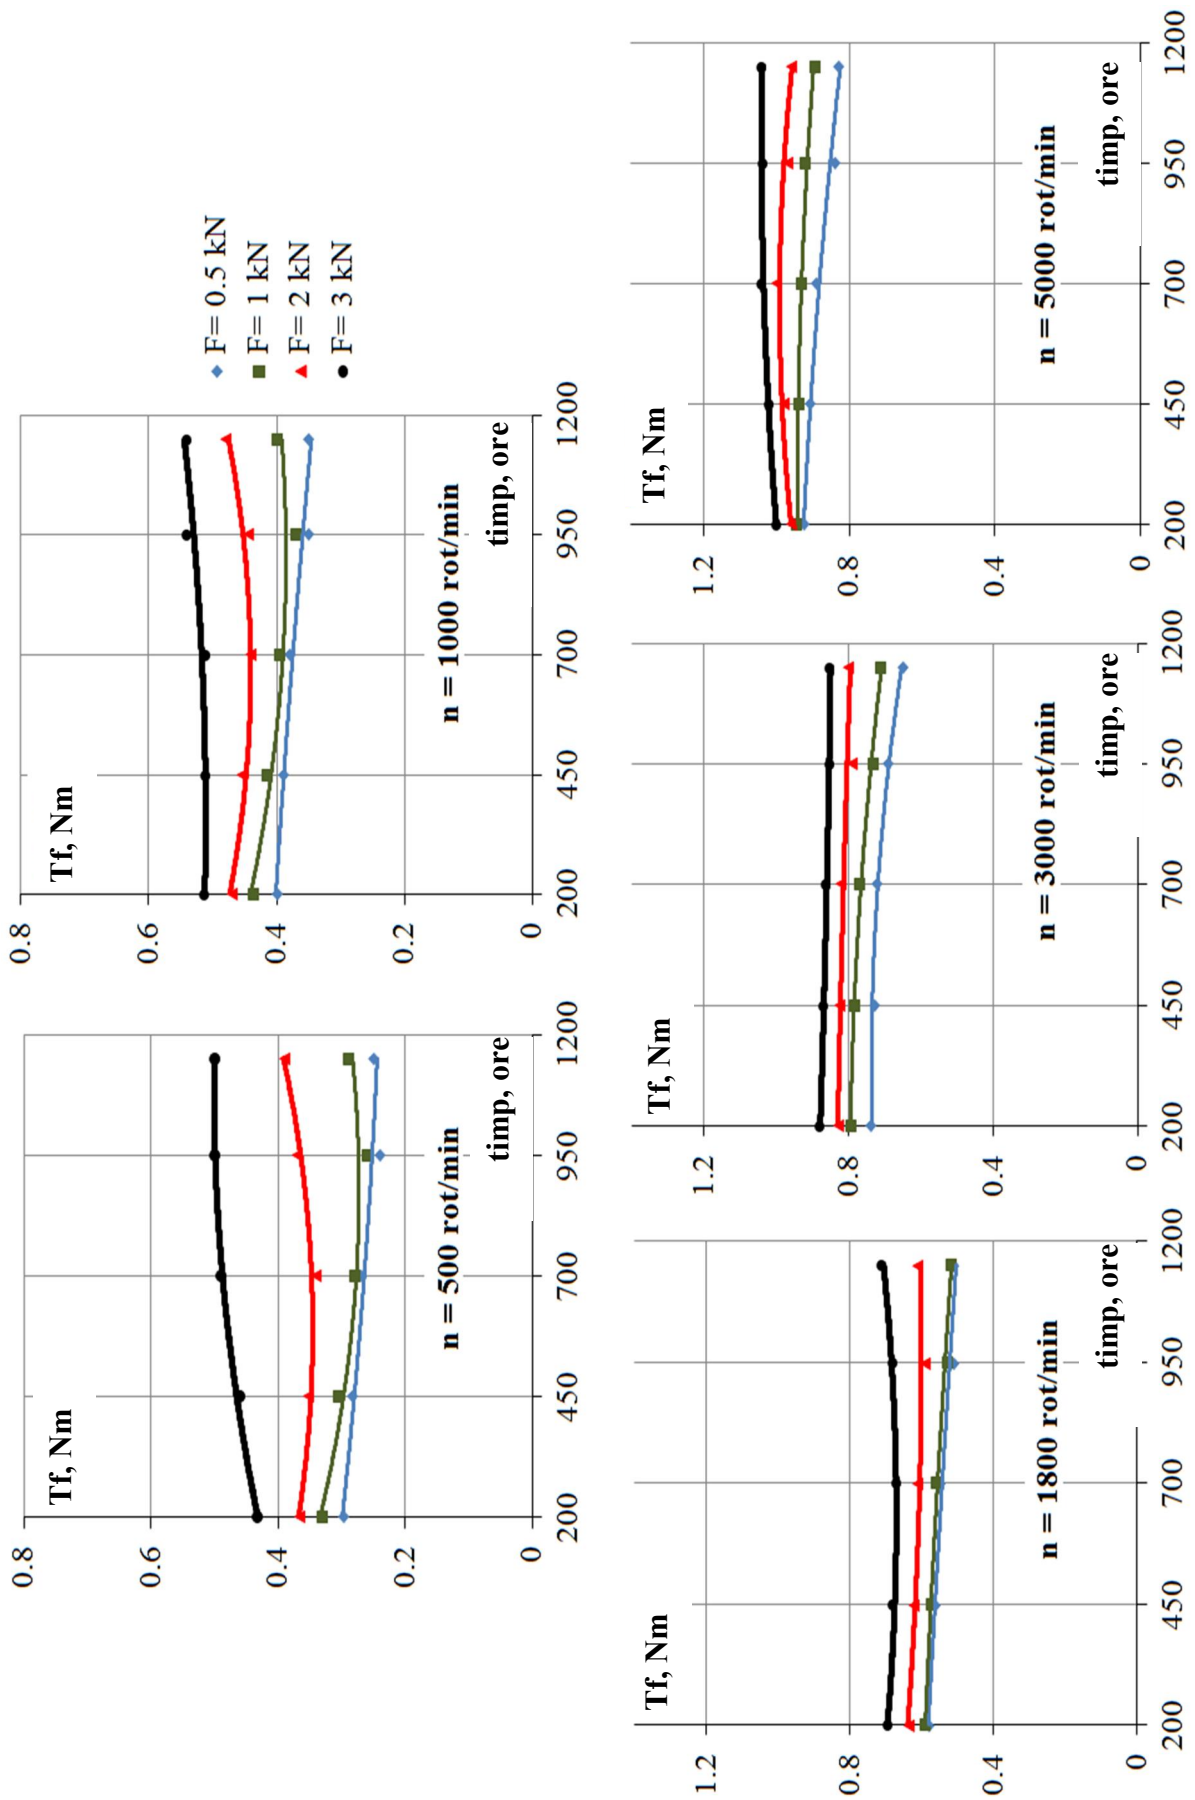 Tf, Nm
0.8
0.6
0.4
0.2
0
200
450
700
950
1200
n = 500 rot/min
timp, ore
Tf, Nm
0.8
0.6
0.4
0.2
0
200
450
700
950
1200
n = 1000 rot/min
timp, ore
F= 0.5 kN
F= 1 kN
F= 2 kN
F= 3 kN
Tf, Nm
1.2
0.8
0.4
0
200
450
700
950
1200
n = 1800 rot/min
timp, ore
Tf, Nm
1.2
0.8
0.4
0
200
450
700
950
1200
n = 3000 rot/min
timp, ore
Tf, Nm
1.2
0.8
0.4
0
200
450
700
950
1200
n = 5000 rot/min
timp, ore